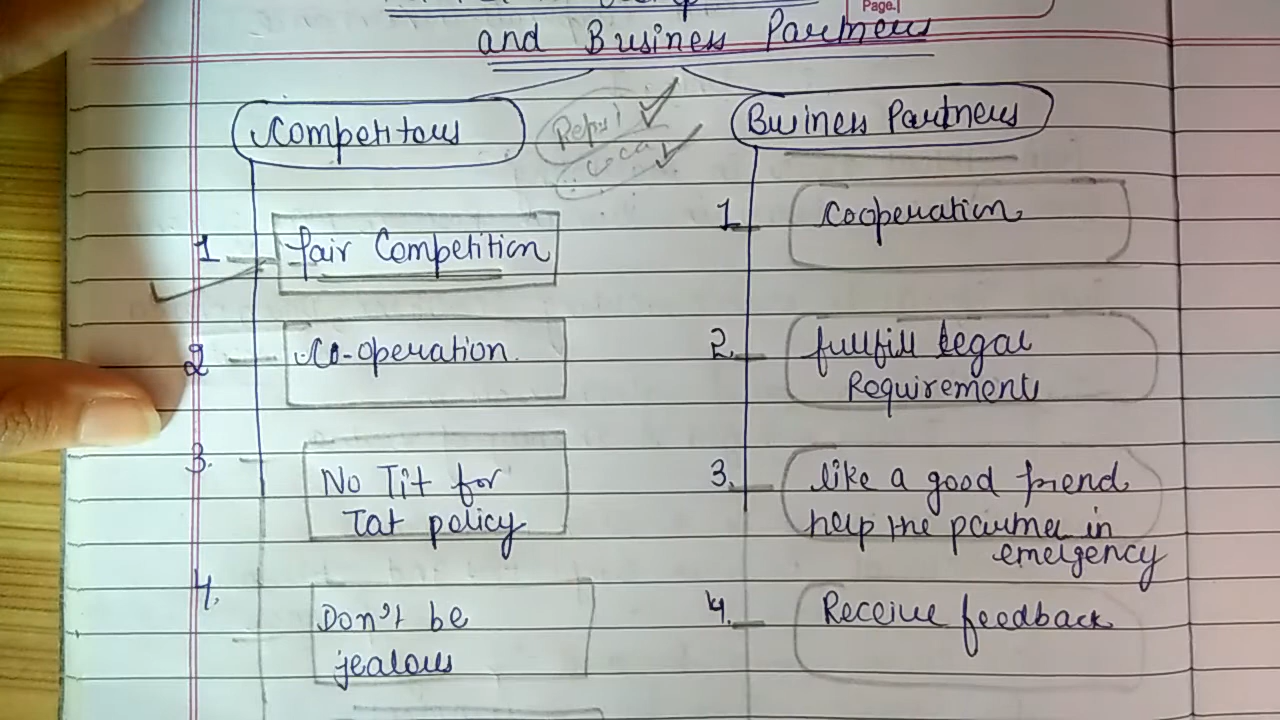 Page.
and Business Partners
Competitors
Business Partners
Pepsi
Coca
1 fair Competition
2 Co-operation.
3. No Tit for
Tat policy
4. Don't be
jealous
1. Cooperation
2. fullfill Legal
Requirement
3. like a good friend
help the partner in
emergency
4. Receive feedback